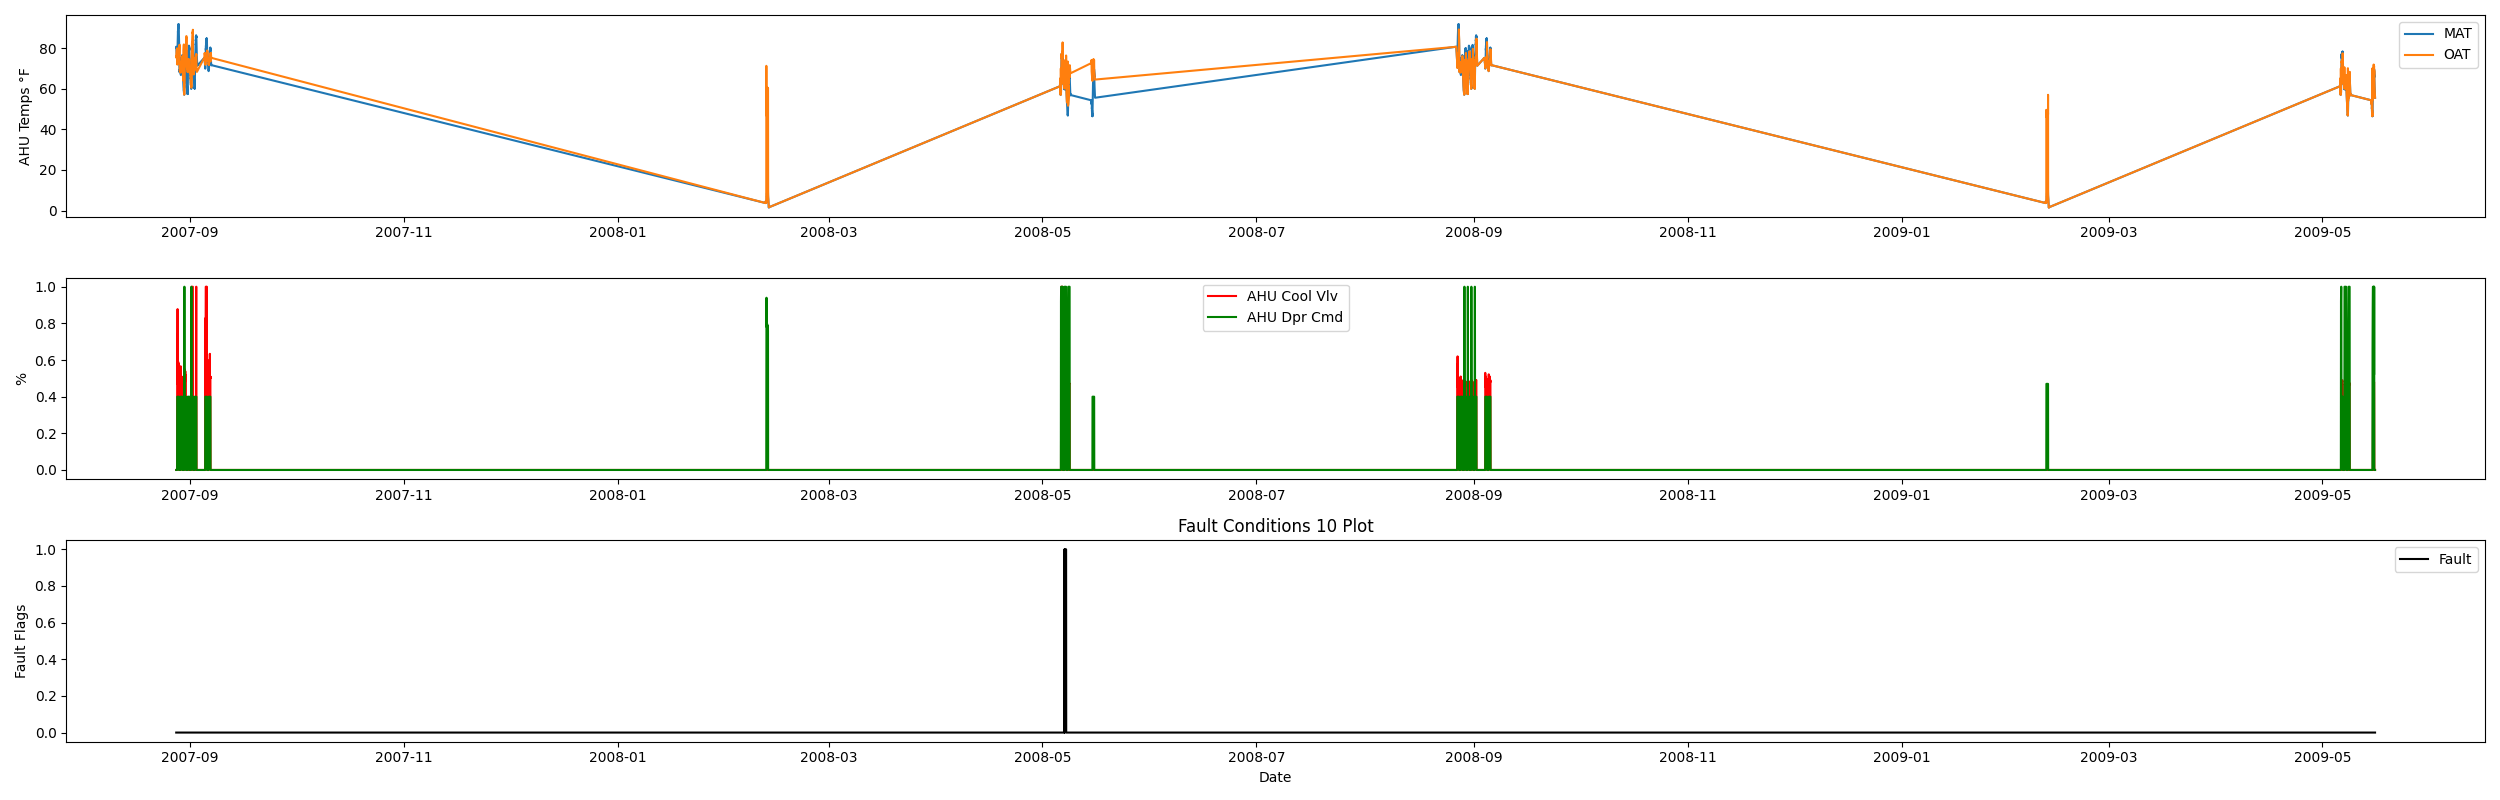 AHU Temps °F
80
60
40
20
0
MAT
OAT
2007-09 2007-11 2008-01 2008-03 2008-05 2008-07 2008-09 2008-11 2009-01 2009-03 2009-05
%
1.0
0.8
0.6
0.4
0.2
0.0
AHU Cool Vlv
AHU Dpr Cmd
2007-09 2007-11 2008-01 2008-03 2008-05 2008-07 2008-09 2008-11 2009-01 2009-03 2009-05
Fault Conditions 10 Plot
Fault Flags
1.0
0.8
0.6
0.4
0.2
0.0
Fault
2007-09 2007-11 2008-01 2008-03 2008-05 2008-07 2008-09 2008-11 2009-01 2009-03 2009-05
Date